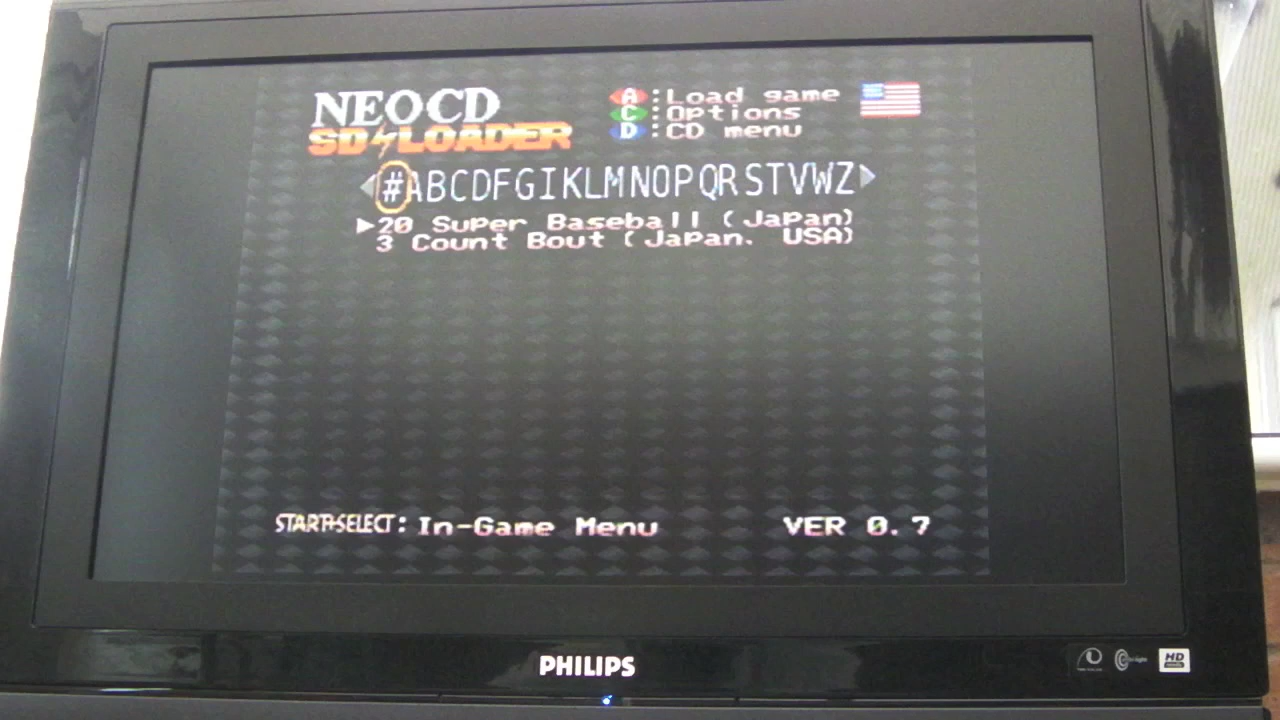 NEOCD
SD LOADER
A:Load game
C:Options
D:CD menu
#ABCDFGIKLMNOPQRSTVWZ
20 Super Baseball (Japan)
3 Count Bout (Japan. USA)
START+SELECT: In-Game Menu
VER 0.7
PHILIPS
HD